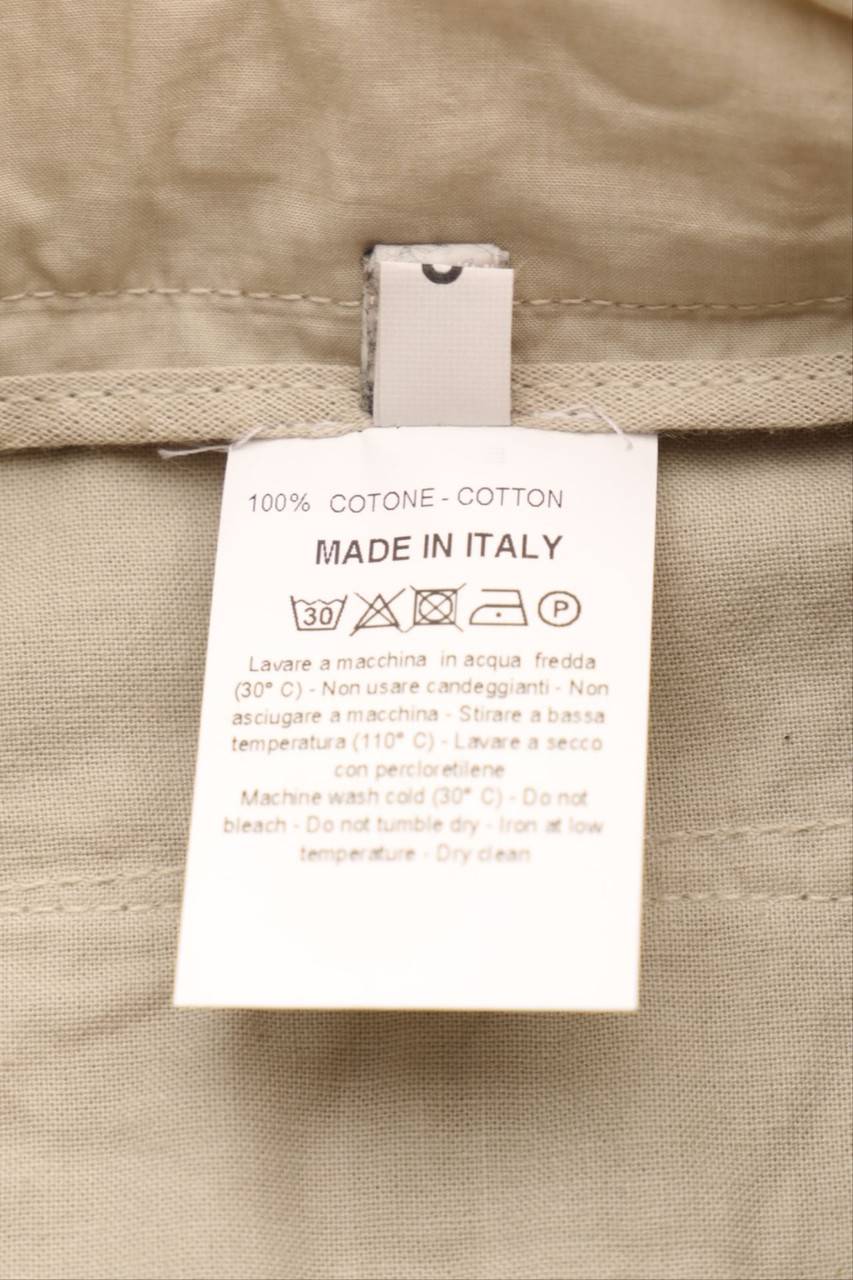 100% COTONE - COTTON
MADE IN ITALY
30 P
Lavare a macchina in acqua fredda
(30° C) - Non usare candeggianti - Non
asciugare a macchina - Stirare a bassa
temperatura (110° C) - Lavare a secco
con percloretilene
Machine wash cold (30° C) - Do not
bleach - Do not tumble dry - Iron at low
temperature - Dry clean